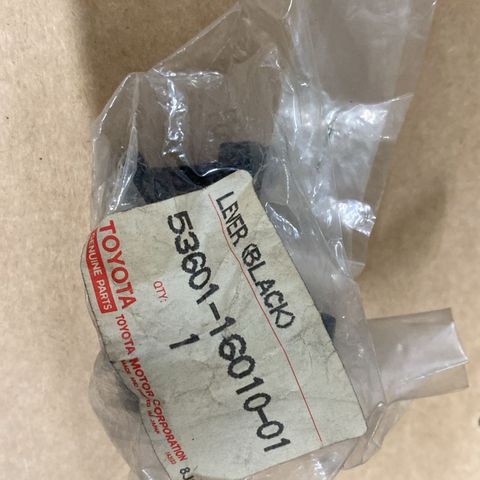 LEVER (BLACK)
53601-16010-01
QTY:
1
TOYOTA
GENUINE PARTS
TOYOTA MOTOR CORPORATION